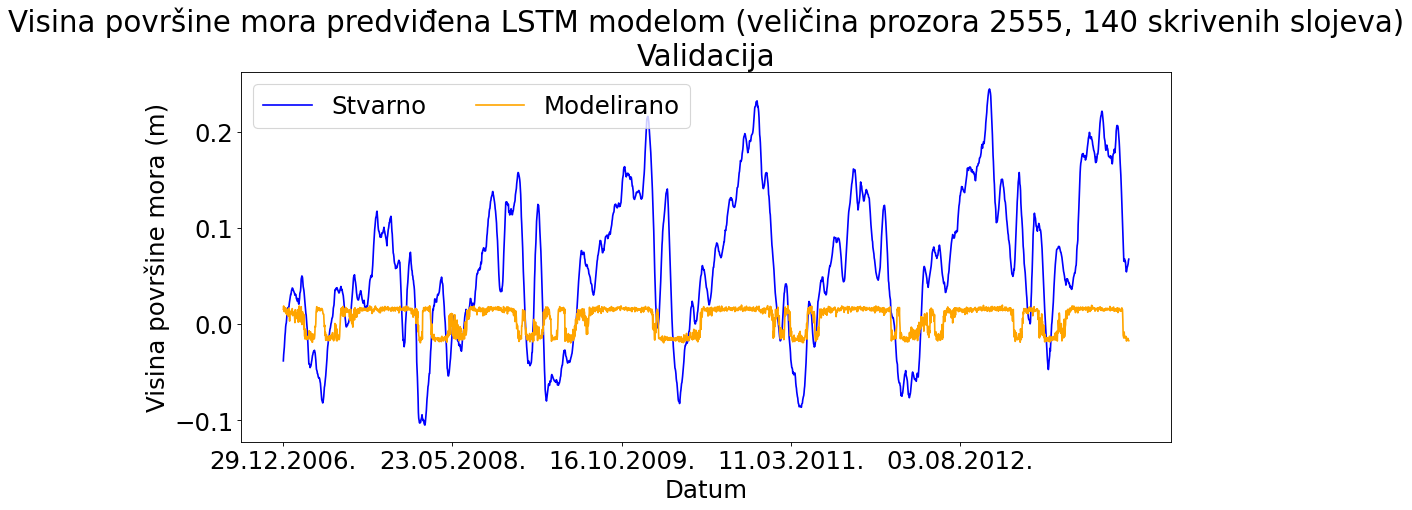 Visina površine mora predviđena LSTM modelom (veličina prozora 2555, 140 skrivenih slojeva)
Validacija
Stvarno Modelirano
Visina površine mora (m)
0.2
0.1
0.0
−0.1
29.12.2006. 23.05.2008. 16.10.2009. 11.03.2011. 03.08.2012.
Datum